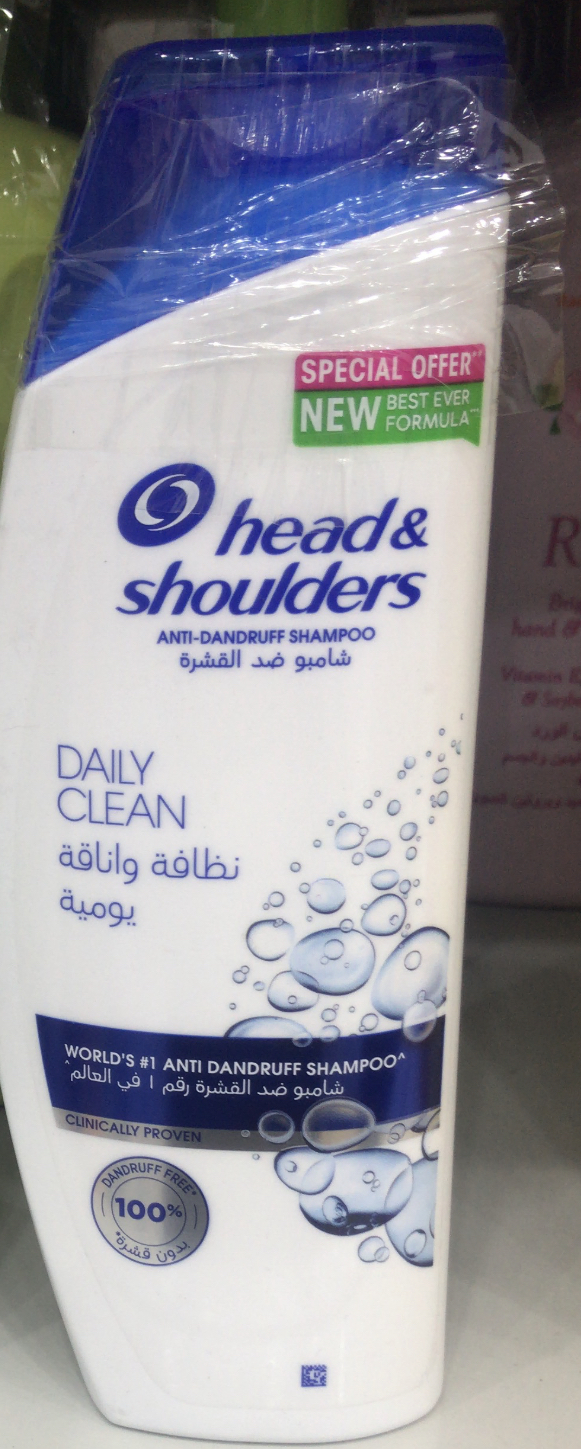 SPECIAL OFFER**
NEW BEST EVER
FORMULA***
head &
shoulders
ANTI-DANDRUFF SHAMPOO
شامبو ضد القشرة
DAILY
CLEAN
نظافة واناقة
يومية
WORLD'S #1 ANTI DANDRUFF SHAMPOO^
شامبو ضد القشرة رقم ١ في العالم^
CLINICALLY PROVEN
DANDRUFF FREE*
100%
بدون قشرة*
R
hand &
Vitamin E